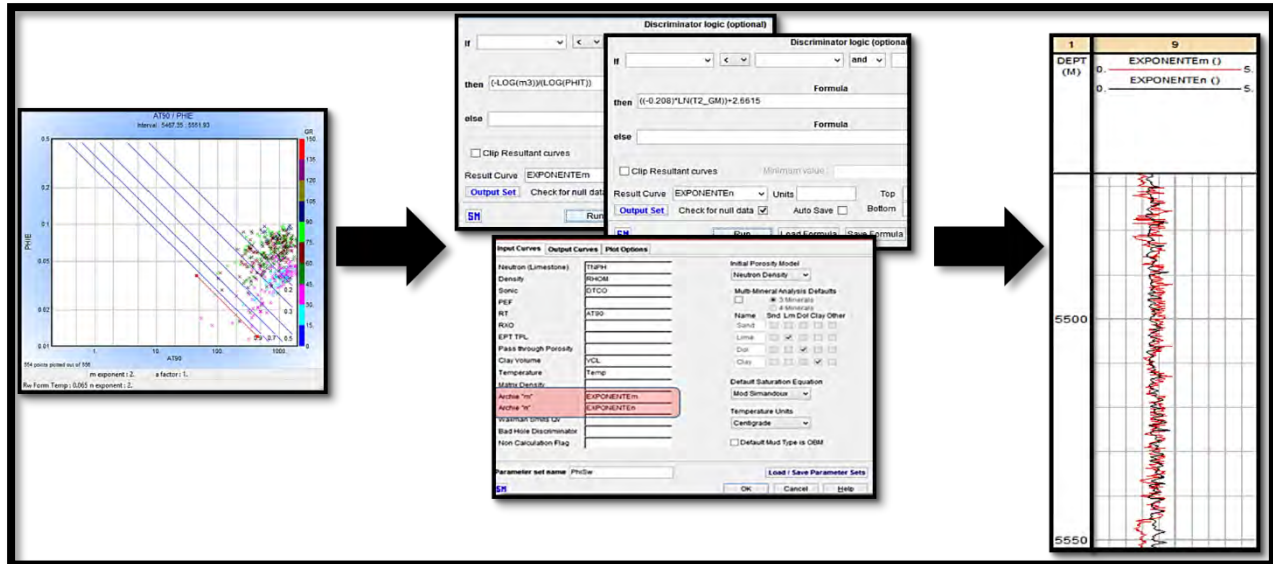 AT90 / PHIE
Interval : 5467.35 : 5551.93
GR
PHIE
0.5
0.2
0.1
0.05
0.02
0.01
150
135
120
105
90
75
60
45
30
15
0
0.2
0.3
0.5
1.
10.
100.
1000.
AT90
554 points plotted out of 556
m exponent : 2. a factor : 1.
Rw Form Temp : 0.065 n exponent : 2.
Discriminator logic (optional)
If <
then (-LOG(m3))/(LOG(PHIT))
else
Clip Resultant curves
Result Curve EXPONENTEm
Output Set Check for null data
SM Run
Discriminator logic (optional
If < and
Formula
then ((-0.208)*LN(T2_GM))+2.6615
Formula
else
Clip Resultant curves Minimum value :
Result Curve EXPONENTEn Units Top
Output Set Check for null data Auto Save Bottom
SM Run Load Formula Save Formula
Input Curves Output Curves Plot Options
Neutron (Limestone) TNPH
Density RHOM
Sonic DTCO
PEF
RT AT90
RXO
EPT TPL
Pass through Porosity
Clay Volume VCL
Temperature Temp
Matrix Density
Archie "m" EXPONENTEm
Archie "n" EXPONENTEn
Waxman Smits Qv
Bad Hole Discriminator
Non Calculation Flag
Initial Porosity Model
Neutron Density
Multi-Mineral Analysis Defaults
3 Minerals
4 Minerals
Name Snd Lm Dol Clay Other
Sand
Lime
Dol
Clay
Default Saturation Equation
Mod Simandoux
Temperature Units
Centigrade
Default Mud Type is OBM
Parameter set name PhiSw
Load / Save Parameter Sets
SM OK Cancel Help
1 9
DEPT
(M)
EXPONENTEm ()
0. 5.
EXPONENTEn ()
0. 5.
5500
5550